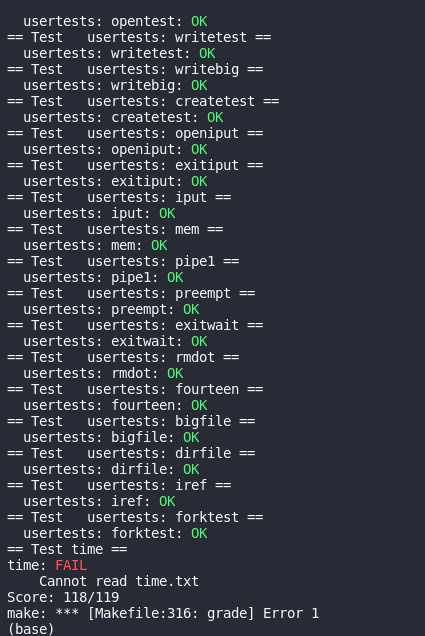 usertests: opentest: OK
== Test   usertests: writetest ==
  usertests: writetest: OK
== Test   usertests: writebig ==
  usertests: writebig: OK
== Test   usertests: createtest ==
  usertests: createtest: OK
== Test   usertests: openiput ==
  usertests: openiput: OK
== Test   usertests: exitiput ==
  usertests: exitiput: OK
== Test   usertests: iput ==
  usertests: iput: OK
== Test   usertests: mem ==
  usertests: mem: OK
== Test   usertests: pipe1 ==
  usertests: pipe1: OK
== Test   usertests: preempt ==
  usertests: preempt: OK
== Test   usertests: exitwait ==
  usertests: exitwait: OK
== Test   usertests: rmdot ==
  usertests: rmdot: OK
== Test   usertests: fourteen ==
  usertests: fourteen: OK
== Test   usertests: bigfile ==
  usertests: bigfile: OK
== Test   usertests: dirfile ==
  usertests: dirfile: OK
== Test   usertests: iref ==
  usertests: iref: OK
== Test   usertests: forktest ==
  usertests: forktest: OK
== Test time ==
time: FAIL
    Cannot read time.txt
Score: 118/119
make: *** [Makefile:316: grade] Error 1
(base)